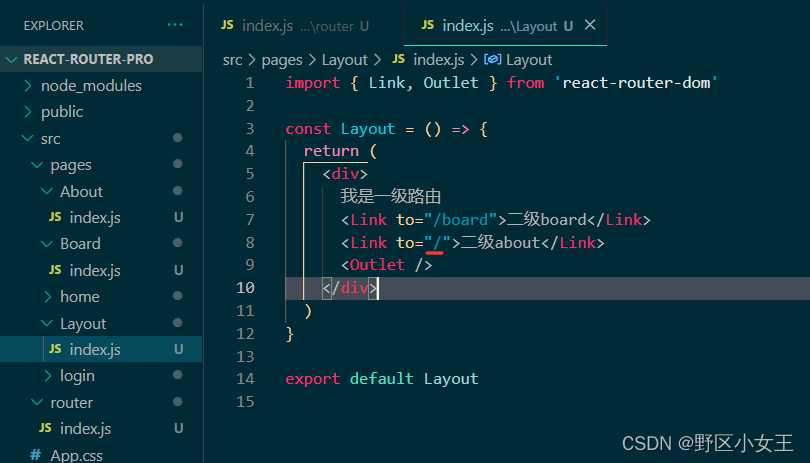 EXPLORER ···
REACT-ROUTER-PRO
node_modules
public
src
pages
About
JS index.js U
Board
JS index.js U
home
Layout
JS index.js U
login
router
JS index.js U
# App.css
JS index.js ...\router U
JS index.js ...\Layout U ×
src > pages > Layout > JS index.js > Layout
1 import { Link, Outlet } from 'react-router-dom'
2
3 const Layout = () => {
4 return (
5 <div>
6 我是一级路由
7 <Link to="/board">二级board</Link>
8 <Link to="/">二级about</Link>
9 <Outlet />
10 </div>
11 )
12 }
13
14 export default Layout
15
CSDN @野区小女王